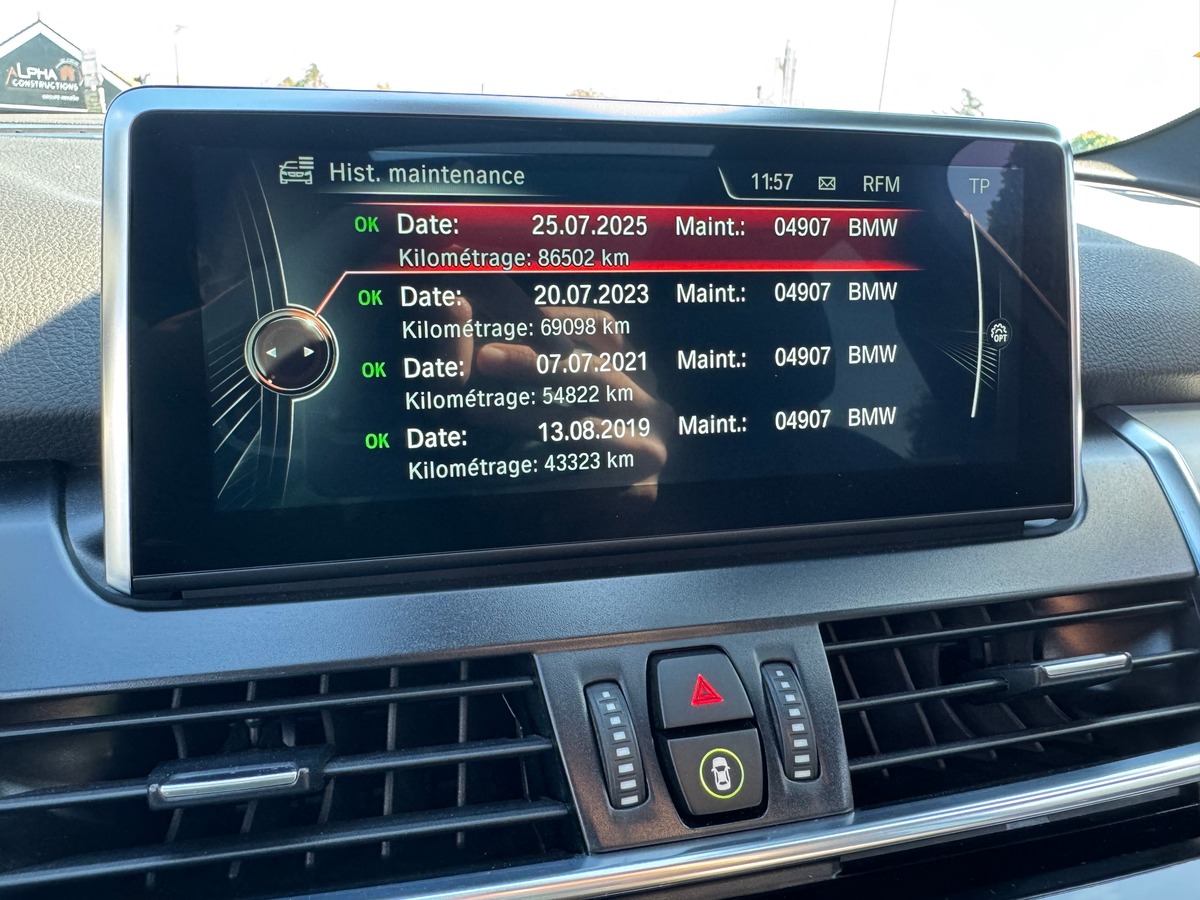 ALPHA
CONSTRUCTIONS
Hist. maintenance
11:57 RFM TP
OK Date: 25.07.2025 Maint.: 04907 BMW
Kilométrage: 86502 km
OK Date: 20.07.2023 Maint.: 04907 BMW
Kilométrage: 69098 km
OPT
OK Date: 07.07.2021 Maint.: 04907 BMW
Kilométrage: 54822 km
OK Date: 13.08.2019 Maint.: 04907 BMW
Kilométrage: 43323 km